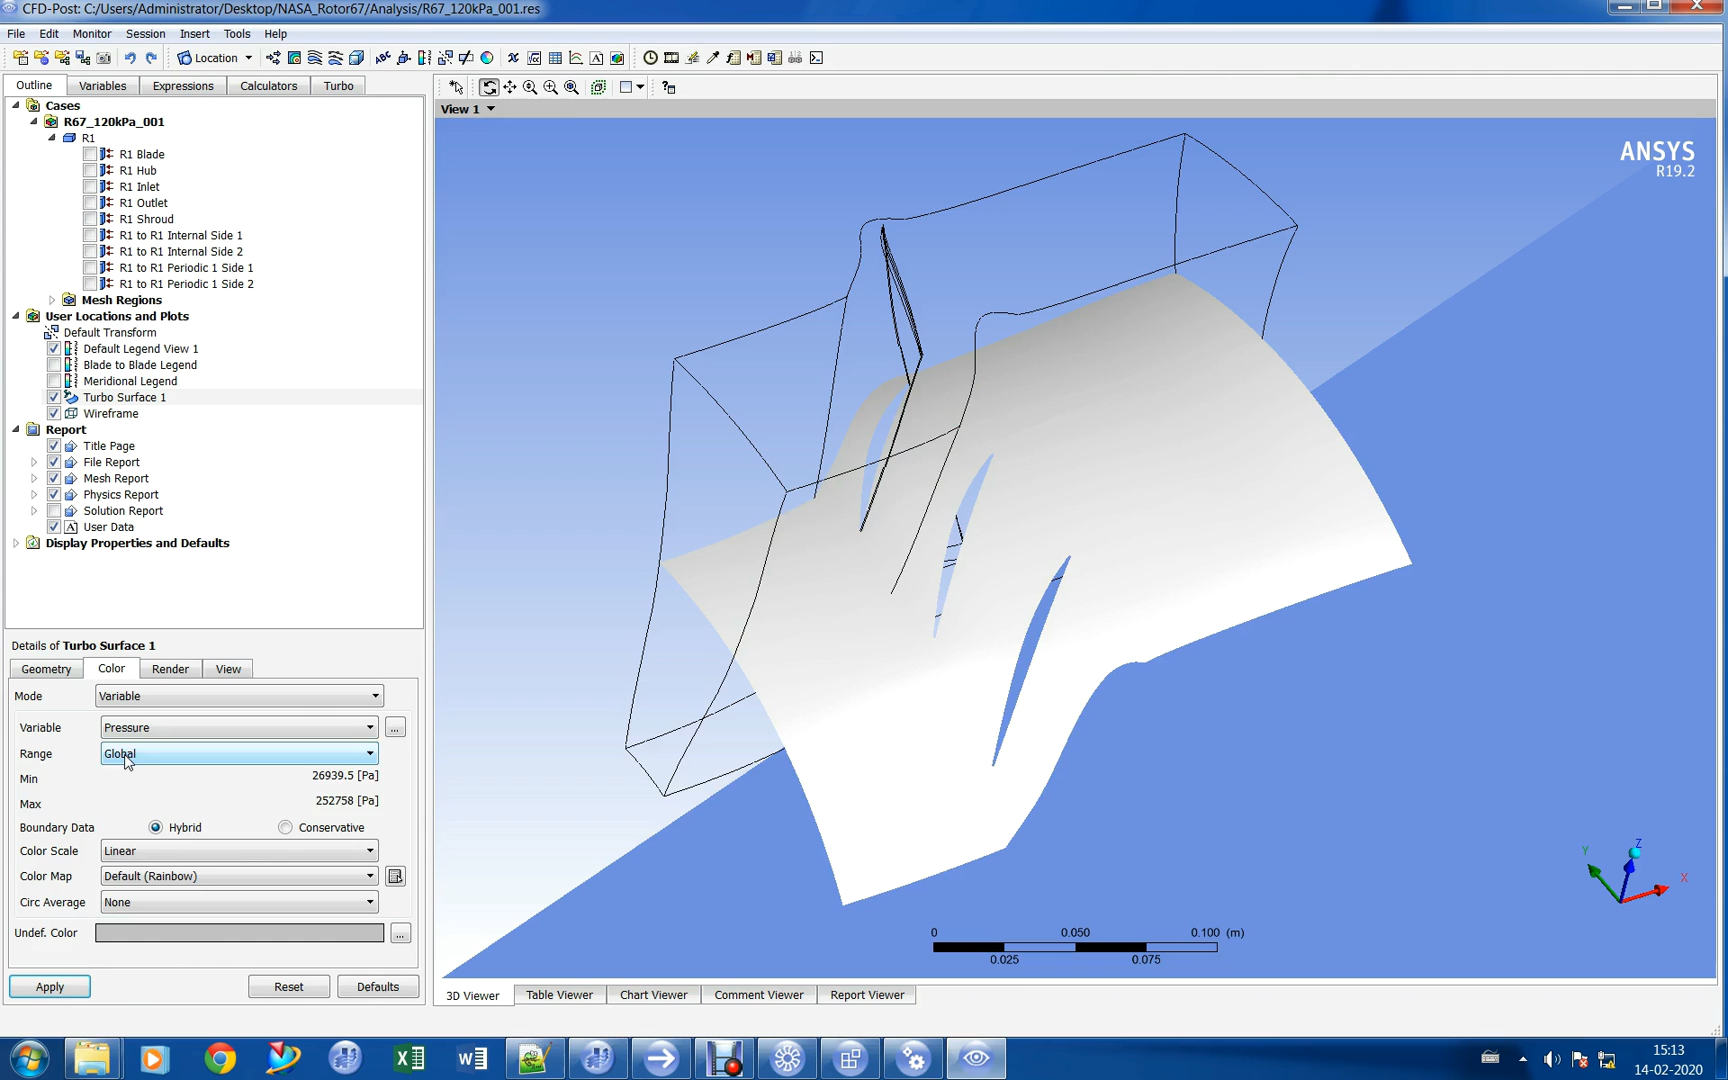 CFD-Post: C:/Users/Administrator/Desktop/NASA_Rotor67/Analysis/R67_120kPa_001.res
File Edit Monitor Session Insert Tools Help
Location
Outline Variables Expressions Calculators Turbo
View 1
Cases
R67_120kPa_001
R1
R1 Blade
R1 Hub
R1 Inlet
R1 Outlet
R1 Shroud
R1 to R1 Internal Side 1
R1 to R1 Internal Side 2
R1 to R1 Periodic 1 Side 1
R1 to R1 Periodic 1 Side 2
Mesh Regions
User Locations and Plots
Default Transform
Default Legend View 1
Blade to Blade Legend
Meridional Legend
Turbo Surface 1
Wireframe
Report
Title Page
File Report
Mesh Report
Physics Report
Solution Report
User Data
Display Properties and Defaults
Details of Turbo Surface 1
Geometry Color Render View
Mode Variable
Variable Pressure ...
Range Global
Min 26939.5 [Pa]
Max 252758 [Pa]
Boundary Data Hybrid Conservative
Color Scale Linear
Color Map Default (Rainbow)
Circ Average None
Undef. Color ...
Apply Reset Defaults
ANSYS
R19.2
Z
Y
X
0 0.050 0.100 (m)
0.025 0.075
3D Viewer Table Viewer Chart Viewer Comment Viewer Report Viewer
15:13
14-02-2020